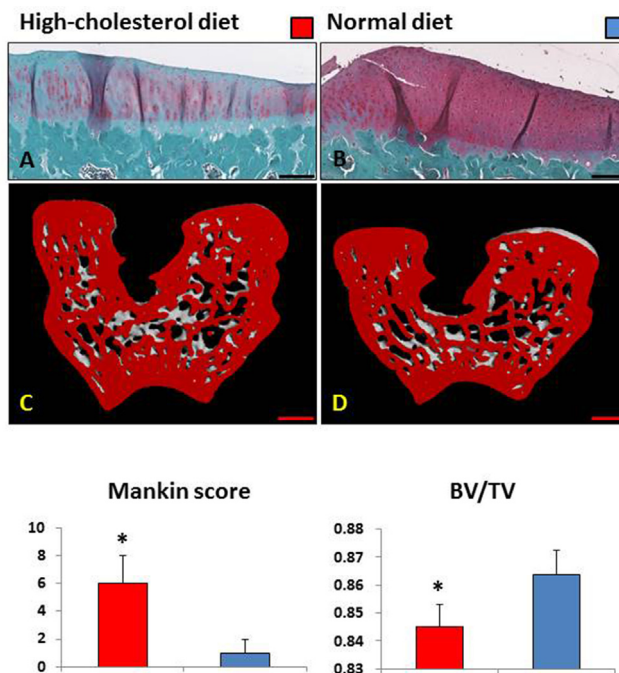 High-cholesterol diet
Normal diet
A
B
C
D
Mankin score
10
8
6
4
2
0
*
BV/TV
0.88
0.87
0.86
0.85
0.84
0.83
*